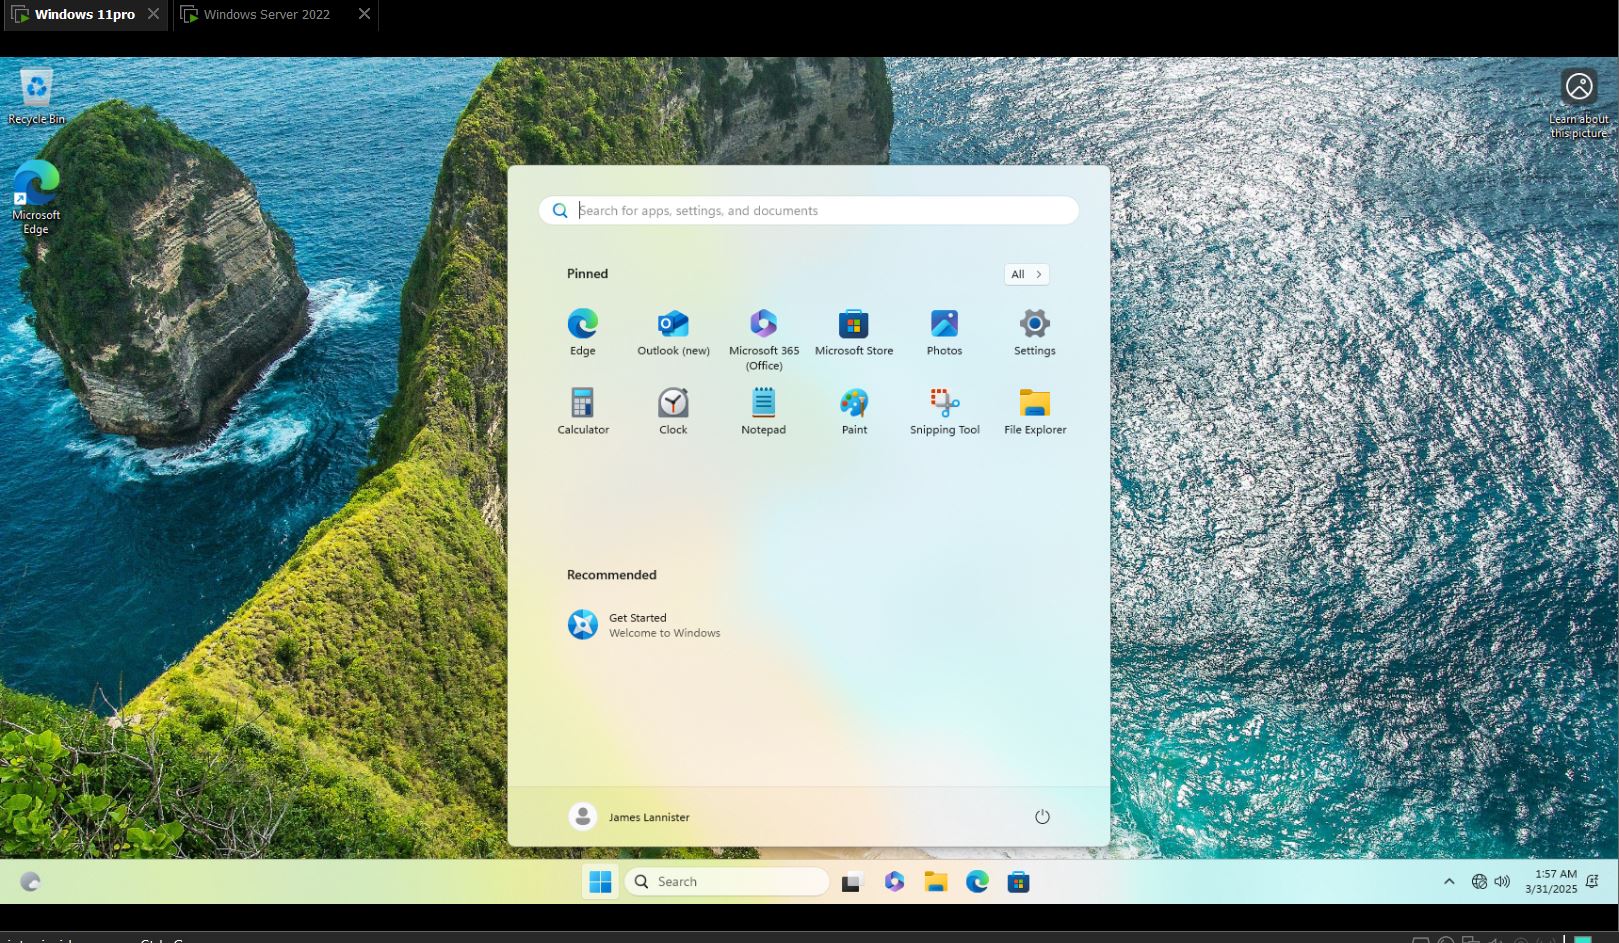 Windows 11pro
Windows Server 2022
Recycle Bin
Microsoft
Edge
Learn about
this picture
Search for apps, settings, and documents
Pinned
All
Edge
Outlook (new)
Microsoft 365
(Office)
Microsoft Store
Photos
Settings
Calculator
Clock
Notepad
Paint
Snipping Tool
File Explorer
Recommended
Get Started
Welcome to Windows
James Lannister
Search
1:57 AM
3/31/2025